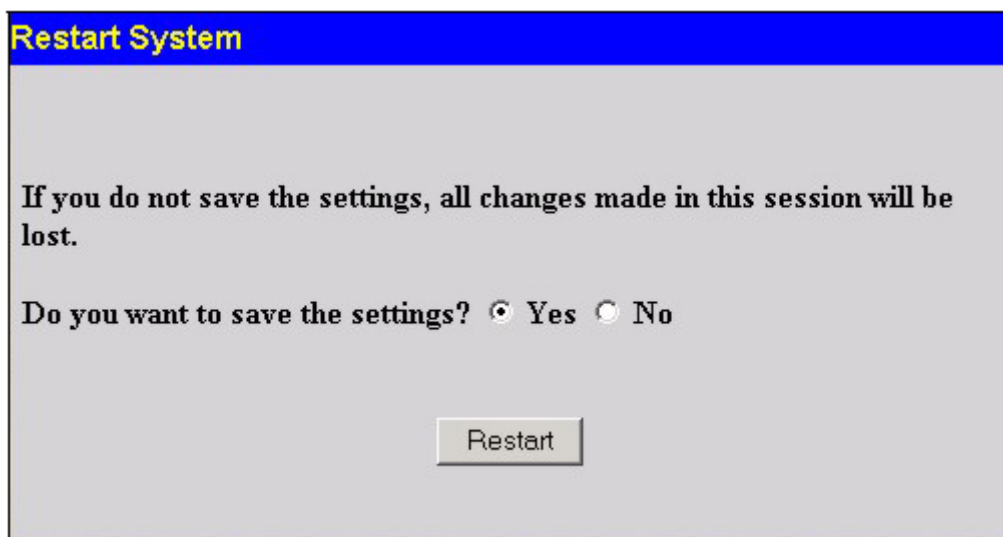 Restart System
If you do not save the settings, all changes made in this session will be
lost.
Do you want to save the settings? Yes No
Restart